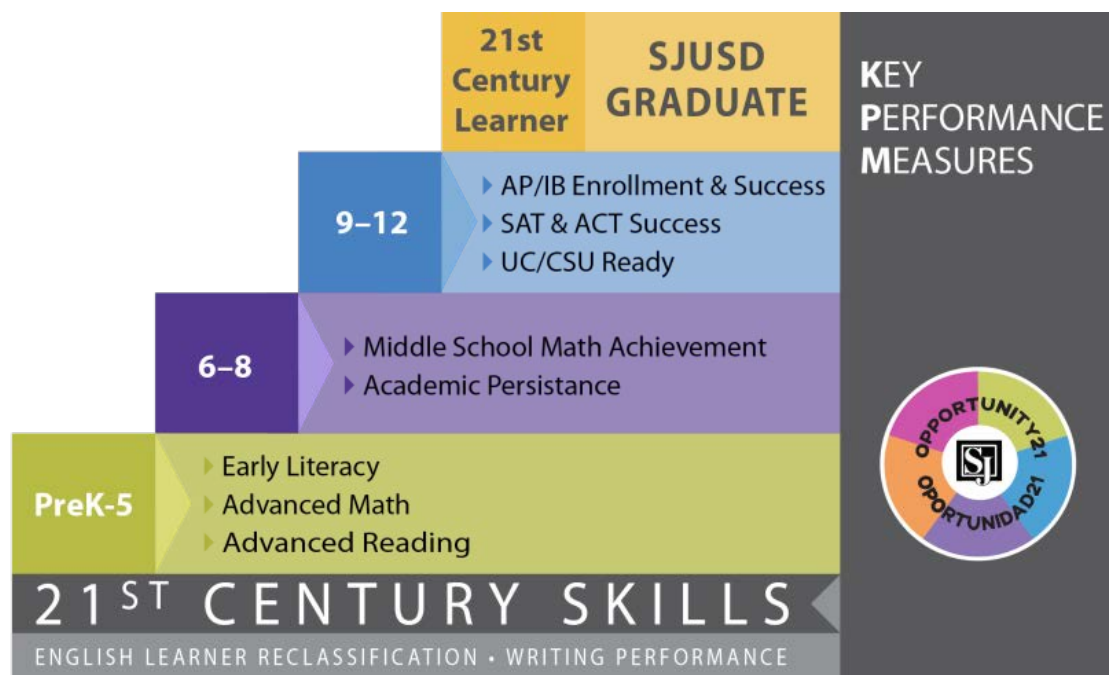 21st
Century
Learner
SJUSD
GRADUATE
KEY
PERFORMANCE
MEASURES
9–12
AP/IB Enrollment & Success
SAT & ACT Success
UC/CSU Ready
6–8
Middle School Math Achievement
Academic Persistance
PreK-5
Early Literacy
Advanced Math
Advanced Reading
OPPORTUNITY21
SJ
OPORTUNIDAD21
21ST CENTURY SKILLS
ENGLISH LEARNER RECLASSIFICATION • WRITING PERFORMANCE